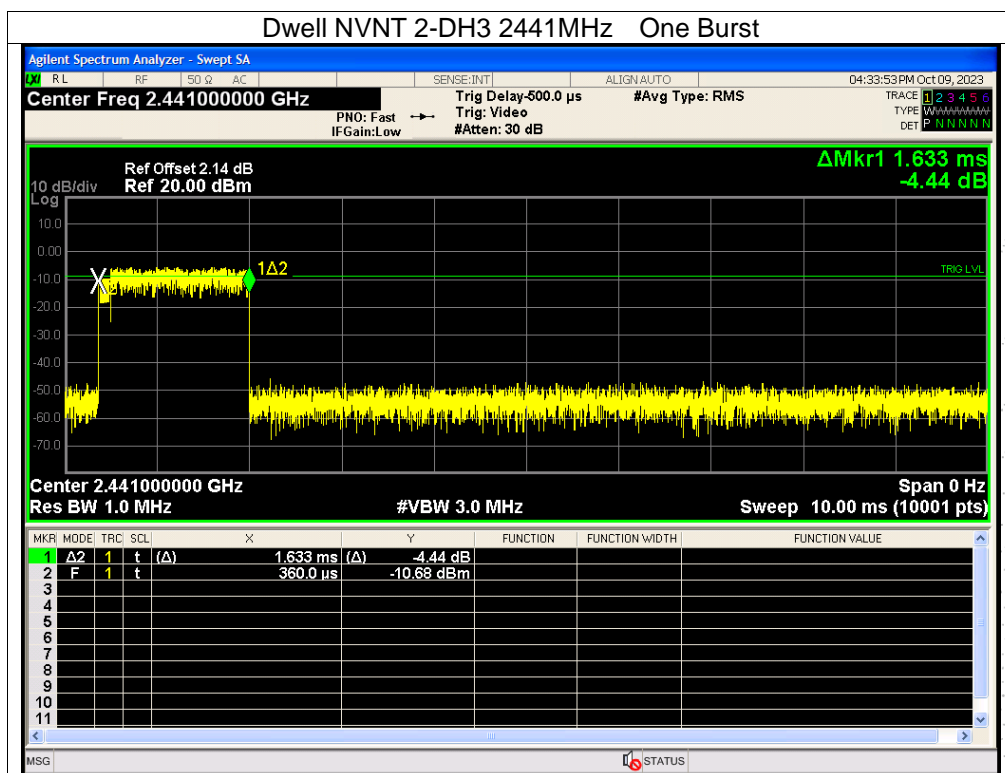 Dwell NVNT 2-DH3 2441MHz One Burst
Agilent Spectrum Analyzer - Swept SA
LXI RL RF 50 Ω AC SENSE:INT ALIGN AUTO 04:33:53 PM Oct 09, 2023
Center Freq 2.441000000 GHz Trig Delay-500.0 µs #Avg Type: RMS TRACE 1 2 3 4 5 6
PNO: Fast Trig: Video TYPE WWWWWW
IFGain:Low #Atten: 30 dB DET P N N N N N
ΔMkr1 1.633 ms
-4.44 dB
Ref Offset 2.14 dB
10 dB/div Ref 20.00 dBm
Log
10.0
0.00
1Δ2
TRIG LVL
-10.0
-20.0
-30.0
-40.0
-50.0
-60.0
-70.0
Center 2.441000000 GHz Span 0 Hz
Res BW 1.0 MHz #VBW 3.0 MHz Sweep 10.00 ms (10001 pts)
MKR MODE TRC SCL X Y FUNCTION FUNCTION WIDTH FUNCTION VALUE
1 Δ2 1 t (Δ) 1.633 ms (Δ) -4.44 dB
2 F 1 t 360.0 µs -10.68 dBm
3
4
5
6
7
8
9
10
11
MSG STATUS